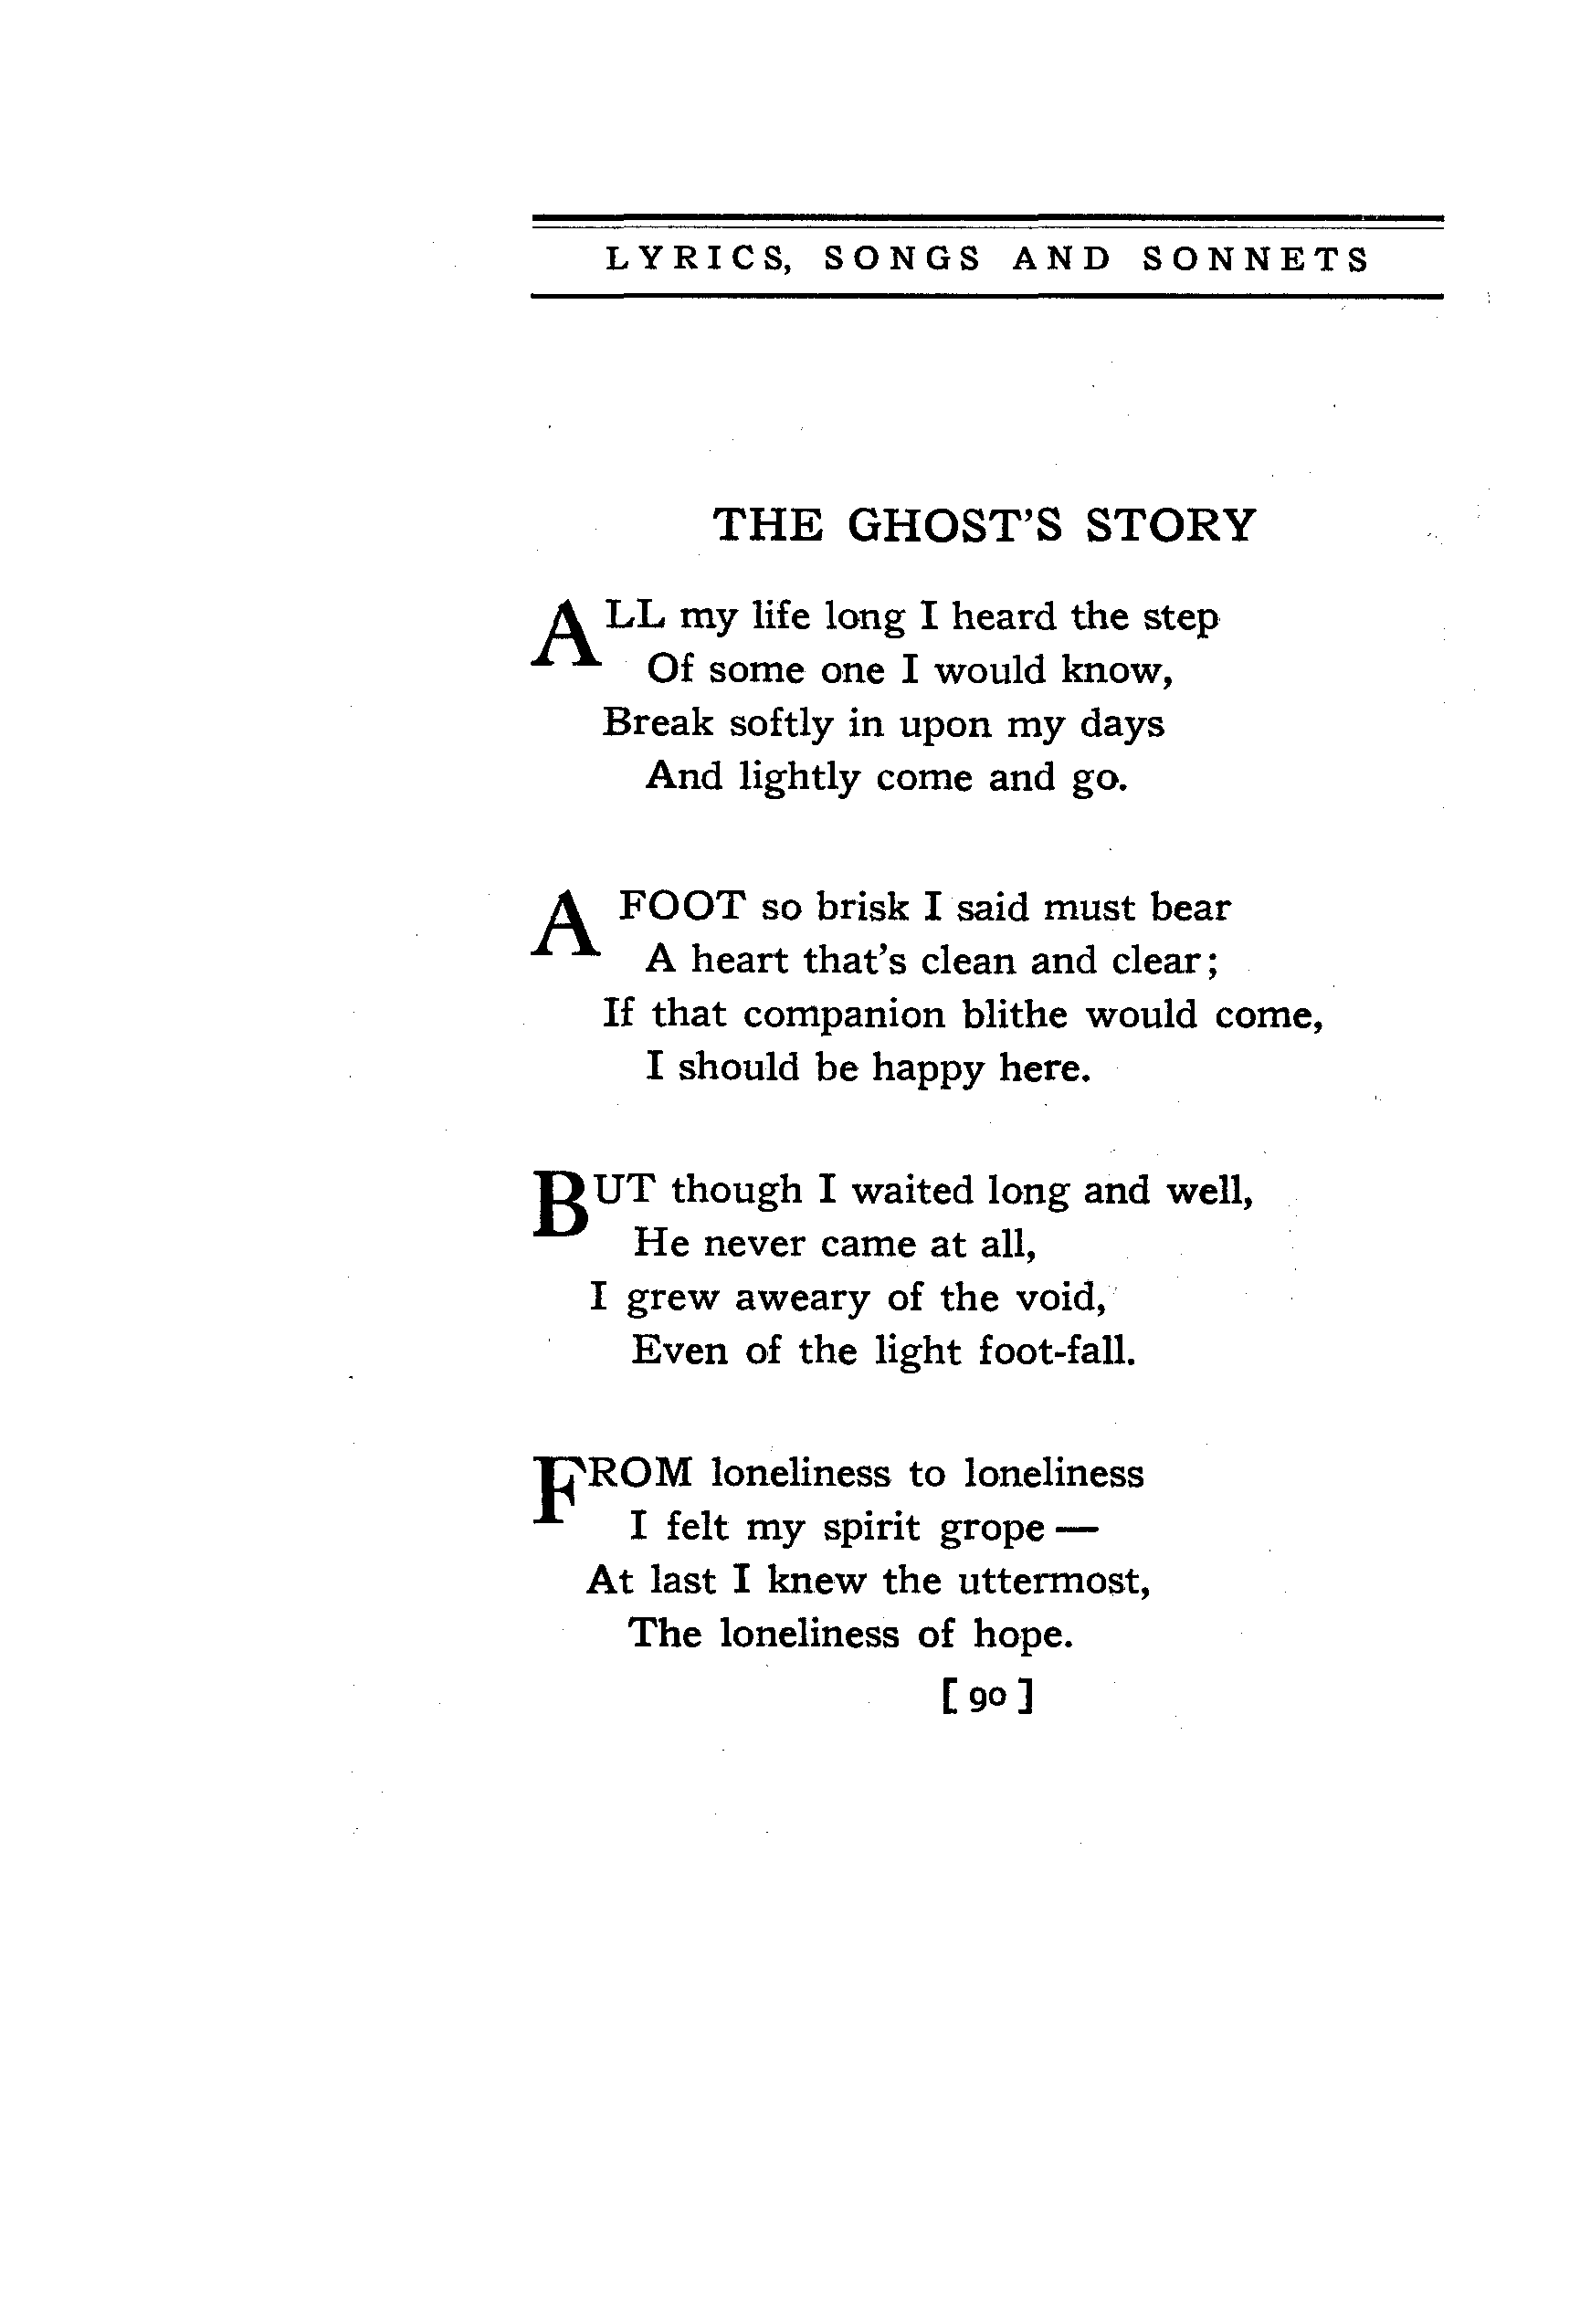 LYRICS, SONGS AND SONNETS
THE GHOST'S STORY
ALL my life long I heard the step
Of some one I would know,
Break softly in upon my days
And lightly come and go.
A FOOT so brisk I said must bear
A heart that's clean and clear;
If that companion blithe would come,
I should be happy here.
BUT though I waited long and well,
He never came at all,
I grew aweary of the void,
Even of the light foot-fall.
FROM loneliness to loneliness
I felt my spirit grope —
At last I knew the uttermost,
The loneliness of hope.
[ 90 ]